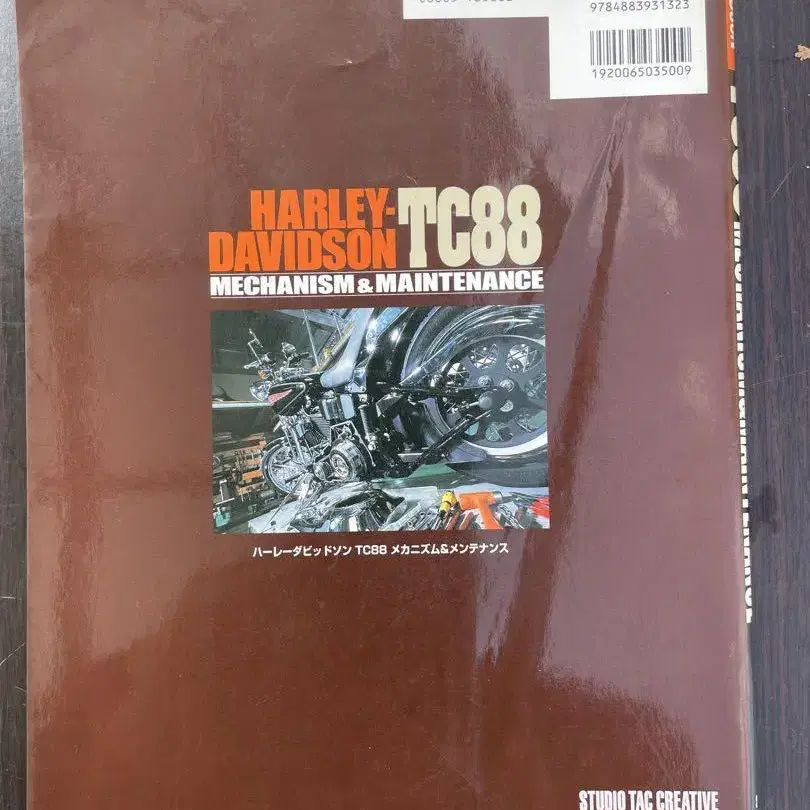 9784883931323
1920065035009
HARLEY-
DAVIDSON TC88
MECHANISM & MAINTENANCE
ハーレーダビッドソン TC88 メカニズム&メンテナンス
STUDIO TAC CREATIVE